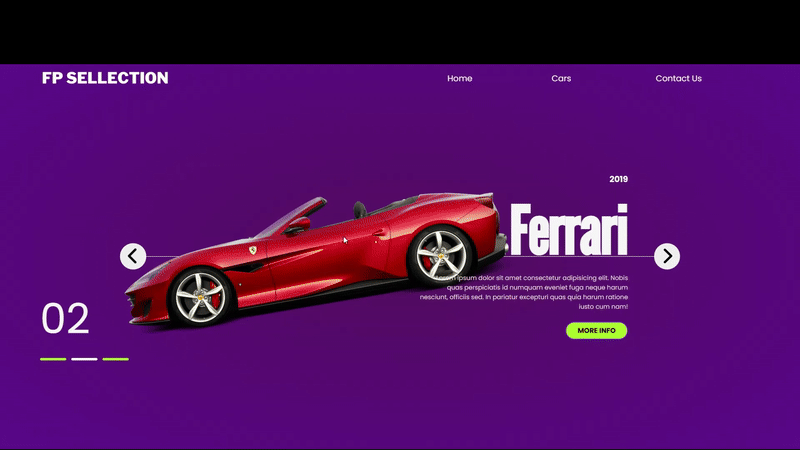 FP SELLECTION
Home
Cars
Contact Us
2019
Ferrari
Lorem ipsum dolor sit amet consectetur adipisicing elit. Nobis
quas perspiciatis id numquam eveniet fuga neque harum
nesciunt, officiis sed. In pariatur excepturi quas quia harum ratione
iusto cum nam!
02
MORE INFO